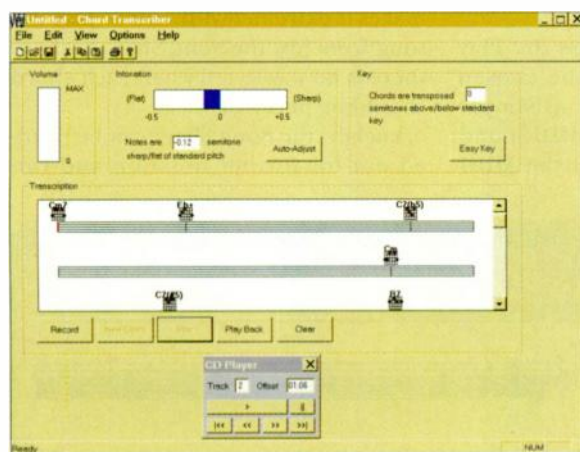 Untitled - Chord Transcriber
File Edit View Options Help
Volume
MAX
0
Intonation
(Flat) (Sharp)
-0.5 0 +0.5
Notes are -0.12 semitone
sharp/flat of standard pitch
Auto-Adjust
Key
Chords are transposed 0
semitones above/below standard
key
Easy Key
Transcription
Cm7 C7(b5)
Cm
B7
Record Play Back Clear
CD Player
Track 2 Offset 01:06
|<< << >> >>|
Ready NUM